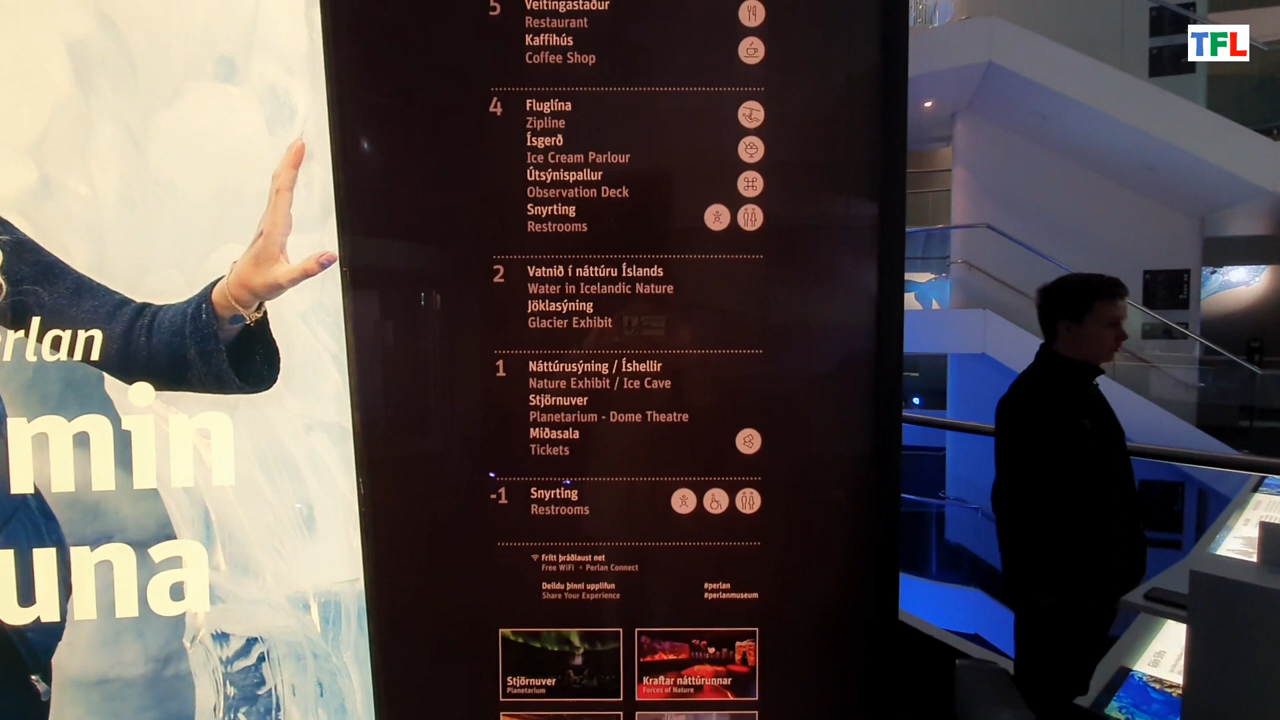 TFL
5
Veitingastaður
Restaurant
Kaffihús
Coffee Shop
4
Fluglína
Zipline
Ísgerð
Ice Cream Parlour
Útsýnispallur
Observation Deck
Snyrting
Restrooms
2
Vatnið í náttúru Íslands
Water in Icelandic Nature
Jöklasýning
Glacier Exhibit
1
Náttúrusýning / Íshellir
Nature Exhibit / Ice Cave
Stjörnuver
Planetarium - Dome Theatre
Miðasala
Tickets
-1
Snyrting
Restrooms
Frítt þráðlaust net
Free WiFi - Perlan Connect
Deildu þinni upplifun
Share Your Experience
#perlan
#perlanmuseum
Stjörnuver
Planetarium
Kraftar náttúrunnar
Forces of Nature
erlan
min
una